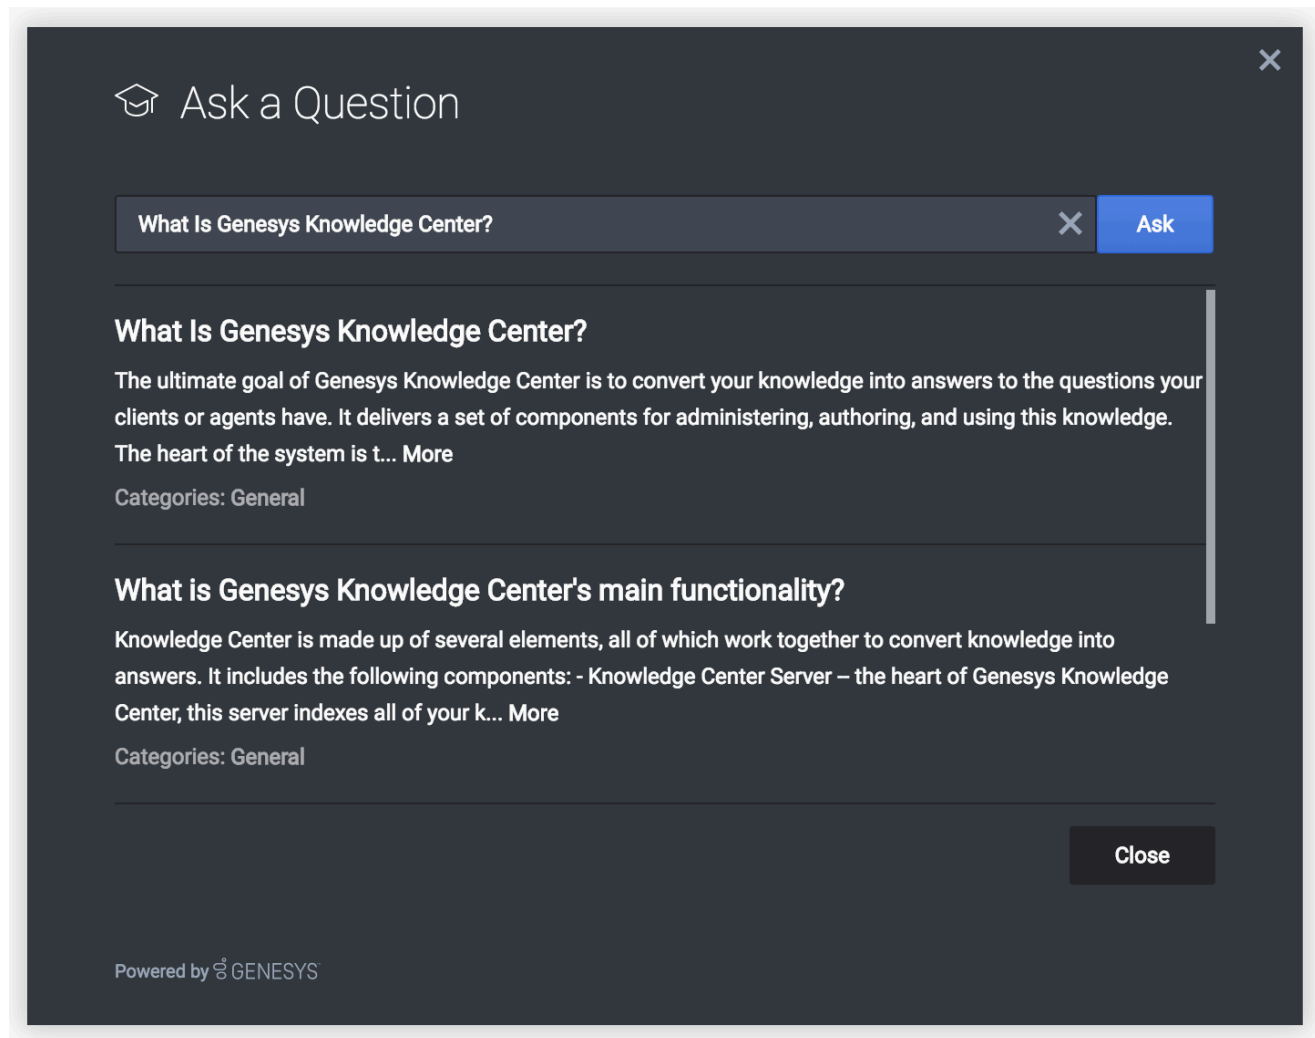 Ask a Question
What Is Genesys Knowledge Center?
Ask
What Is Genesys Knowledge Center?
The ultimate goal of Genesys Knowledge Center is to convert your knowledge into answers to the questions your
clients or agents have. It delivers a set of components for administering, authoring, and using this knowledge.
The heart of the system is t... More
Categories: General
What is Genesys Knowledge Center's main functionality?
Knowledge Center is made up of several elements, all of which work together to convert knowledge into
answers. It includes the following components: - Knowledge Center Server – the heart of Genesys Knowledge
Center, this server indexes all of your k... More
Categories: General
Close
Powered by GENESYS